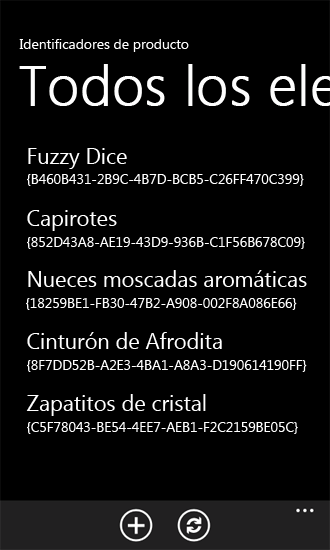 Identificadores de producto
Todos los ele
Fuzzy Dice
{B460B431-2B9C-4B7D-BCB5-C26FF470C399}
Capirotes
{852D43A8-AE19-43D9-936B-C1F56B678C09}
Nueces moscadas aromáticas
{18259BE1-FB30-47B2-A908-002F8A086E66}
Cinturón de Afrodita
{8F7DD52B-A2E3-4BA1-A8A3-D190614190FF}
Zapatitos de cristal
{C5F78043-BE54-4EE7-AEB1-F2C2159BE05C}